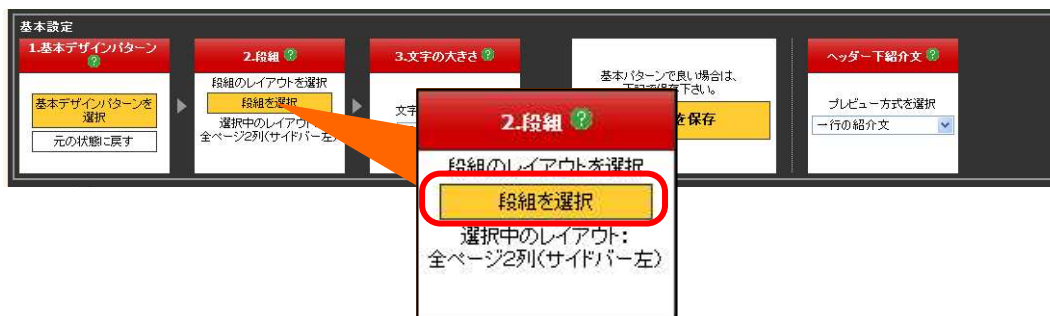 基本設定
1.基本デザインパターン
基本デザインパターンを
選択
元の状態に戻す
2.段組
段組のレイアウトを選択
段組を選択
選択中のレイアウト
全ページ2列(サイドバー左)
3.文字の大きさ
文字
基本パターンで良い場合は、
下記で保存下さい。
を保存
ヘッダー下紹介文
プレビュー方式を選択
一行の紹介文
2.段組
段組のレイアウトを選択
段組を選択
選択中のレイアウト:
全ページ2列(サイドバー左)